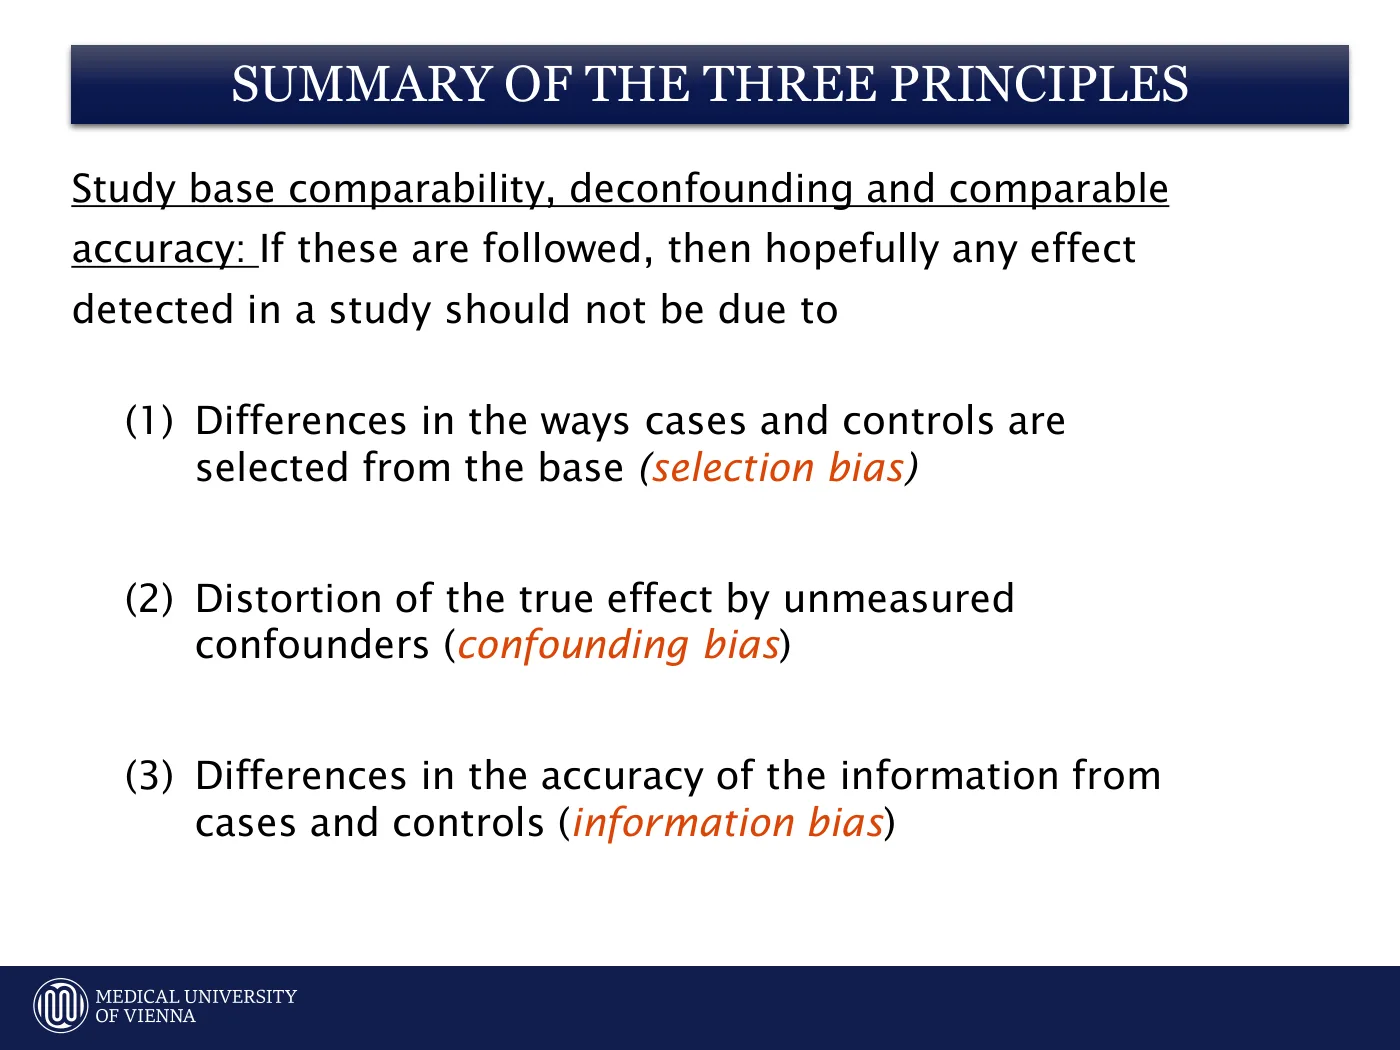 SUMMARY OF THE THREE PRINCIPLES
Study base comparability, deconfounding and comparable
accuracy: If these are followed, then hopefully any effect
detected in a study should not be due to
(1) Differences in the ways cases and controls are
selected from the base (selection bias)
(2) Distortion of the true effect by unmeasured
confounders (confounding bias)
(3) Differences in the accuracy of the information from
cases and controls (information bias)
MEDICAL UNIVERSITY
OF VIENNA